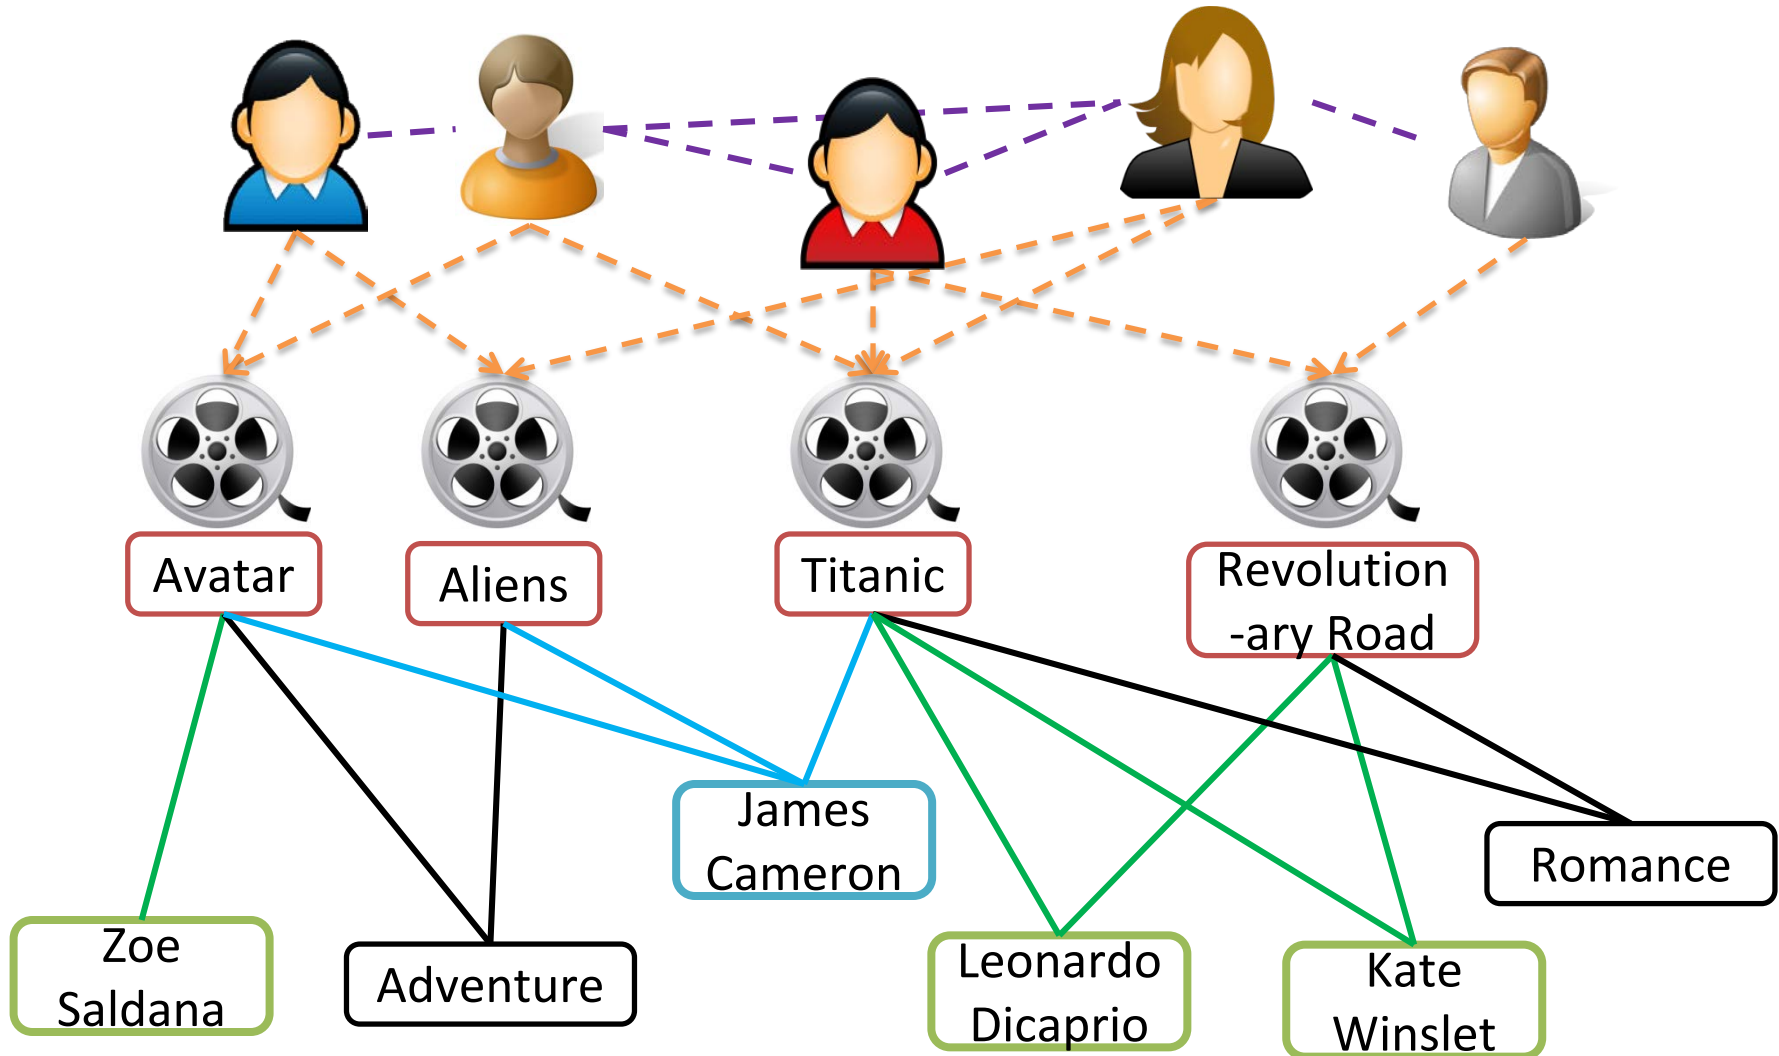 Avatar
Aliens
Titanic
Revolution
-ary Road
James
Cameron
Romance
Zoe
Saldana
Adventure
Leonardo
Dicaprio
Kate
Winslet